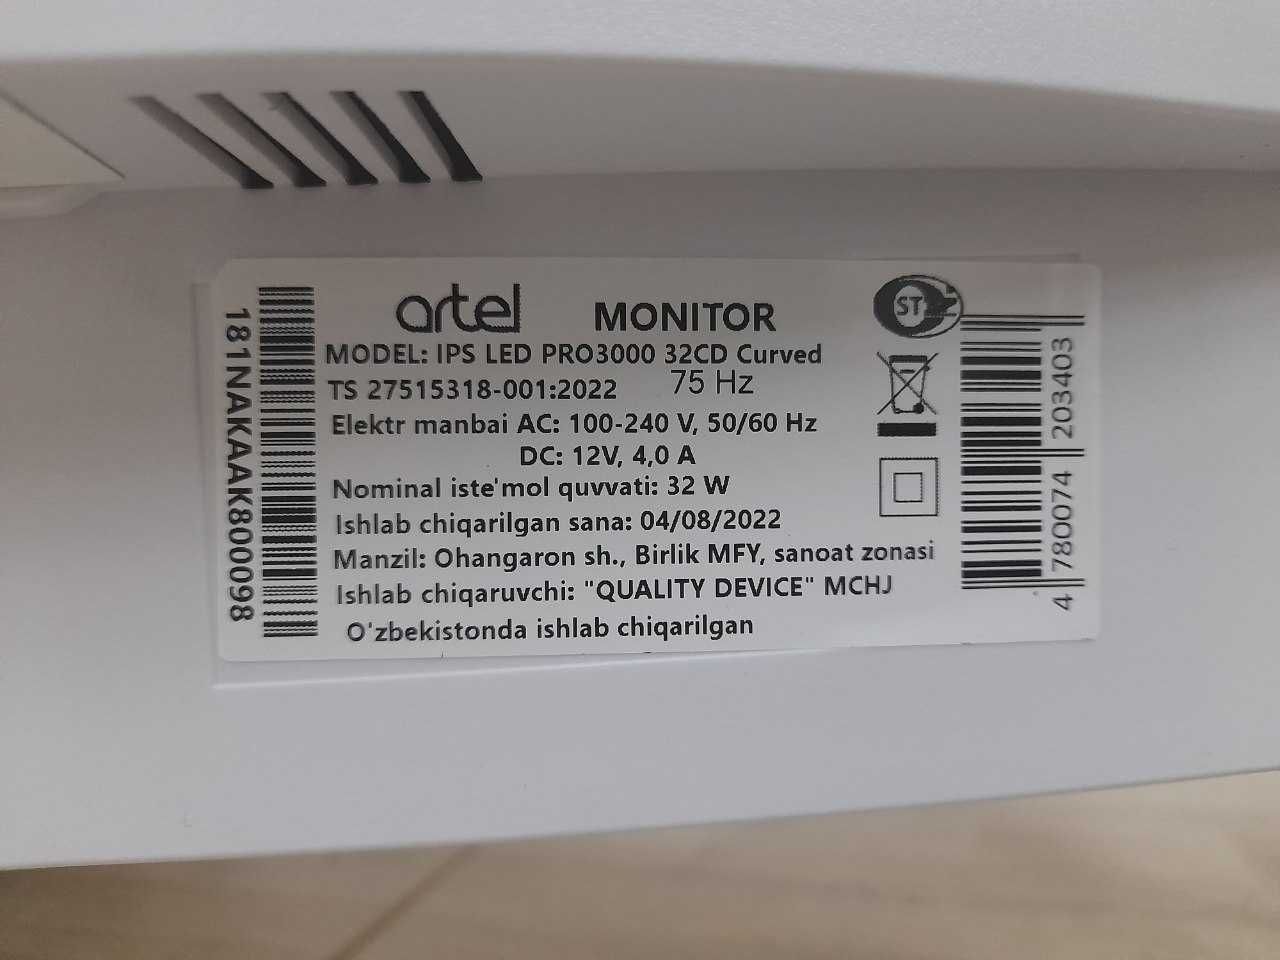 artel MONITOR
MODEL: IPS LED PRO3000 32CD Curved
TS 27515318-001:2022 75 Hz
Elektr manbai AC: 100-240 V, 50/60 Hz
DC: 12V, 4,0 A
Nominal iste'mol quvvati: 32 W
Ishlab chiqarilgan sana: 04/08/2022
Manzil: Ohangaron sh., Birlik MFY, sanoat zonasi
Ishlab chiqaruvchi: "QUALITY DEVICE" MCHJ
O'zbekistonda ishlab chiqarilgan
181NAKAAK800098
ST
4 780074 203403